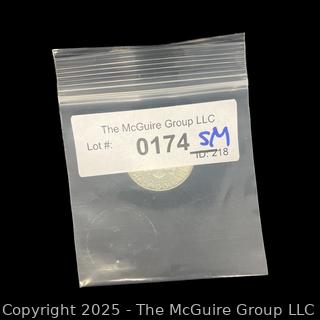 The McGuire Group LLC
Lot #: 0174 SM
ID: 218
Copyright © 2025 - The McGuire Group LLC